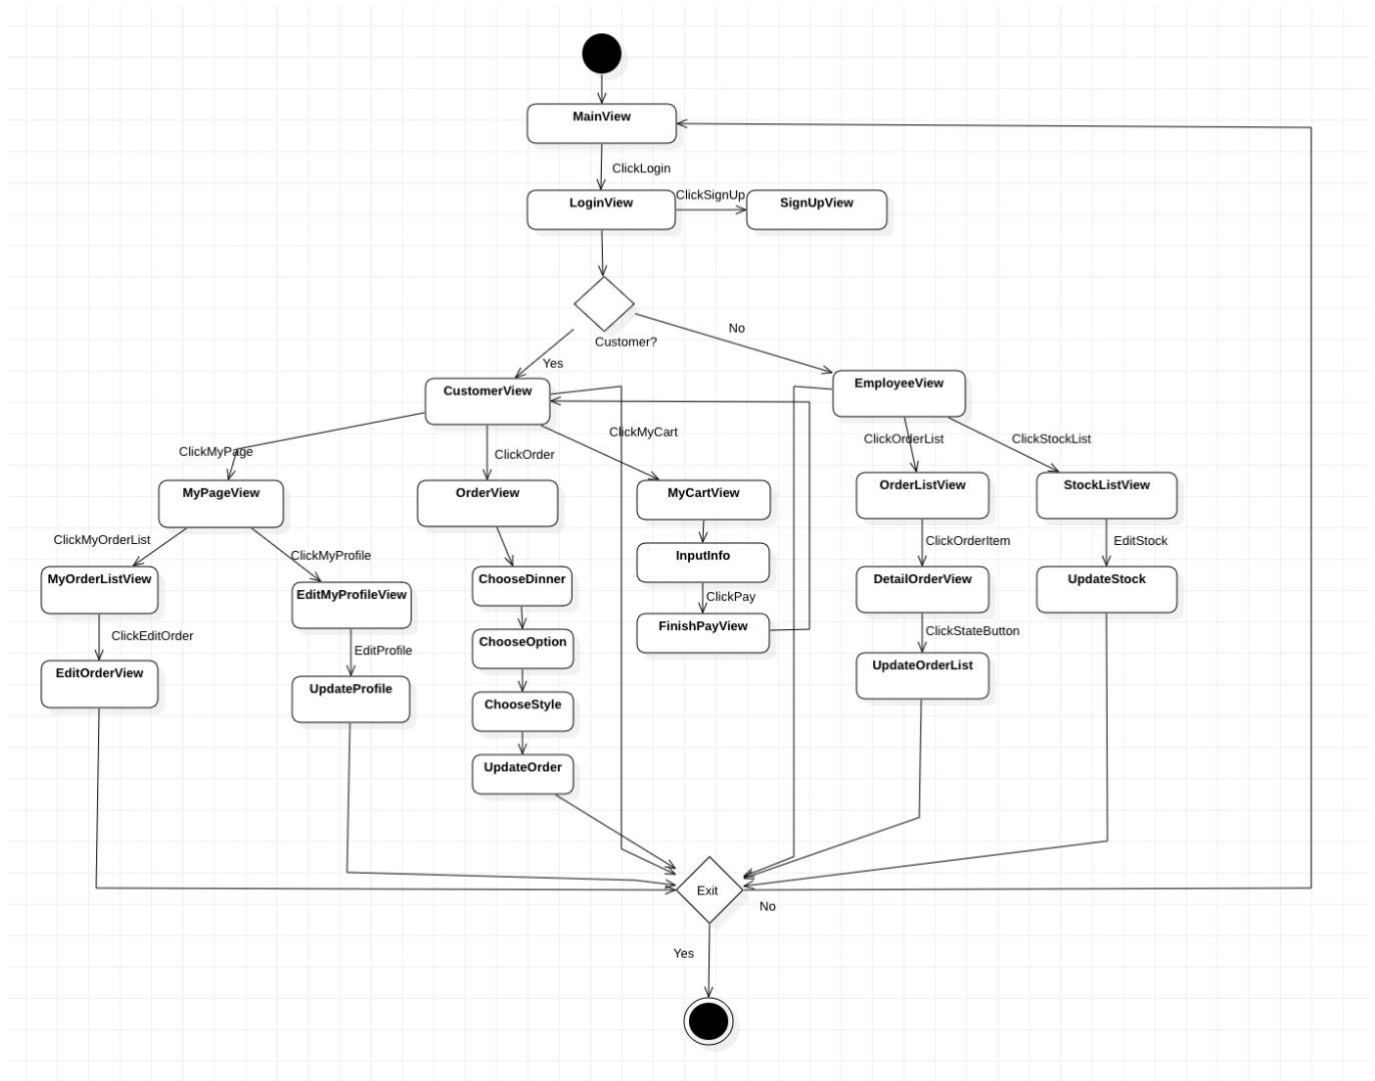 MainView
ClickLogin
ClickSignUp
LoginView
SignUpView
Customer?
No
Yes
CustomerView
EmployeeView
ClickMyPage
ClickOrder
ClickMyCart
ClickOrderList
ClickStockList
MyPageView
OrderView
MyCartView
OrderListView
StockListView
ClickMyOrderList
ClickMyProfile
ClickOrderItem
EditStock
MyOrderListView
EditMyProfileView
ChooseDinner
InputInfo
DetailOrderView
UpdateStock
ClickPay
ClickEditOrder
EditProfile
ChooseOption
FinishPayView
ClickStateButton
EditOrderView
UpdateProfile
ChooseStyle
UpdateOrderList
UpdateOrder
Exit
No
Yes